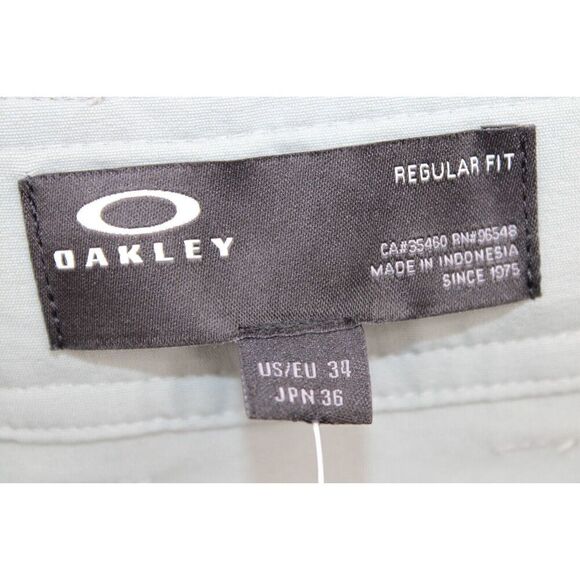 OAKLEY
REGULAR FIT
CA#35460 RN#96548
MADE IN INDONESIA
SINCE 1975
US/EU 34
JPN 36